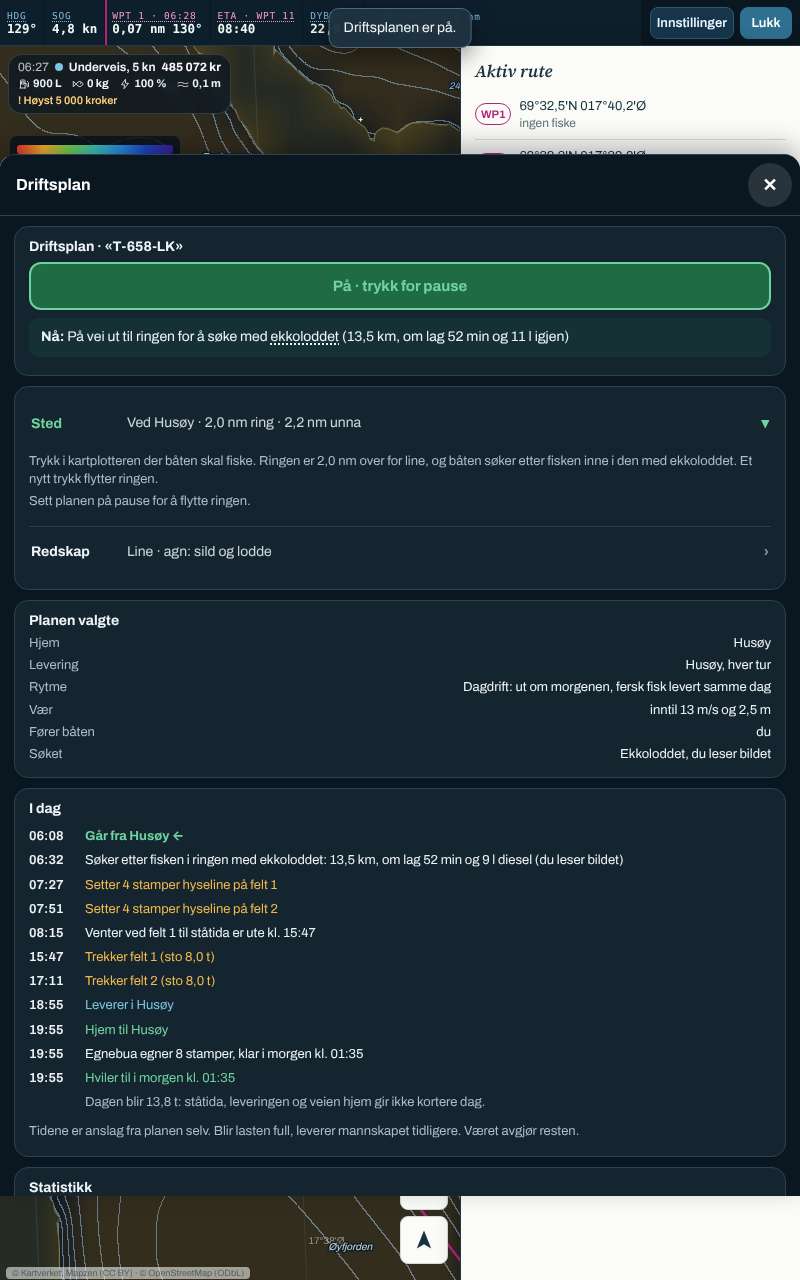 HDG
129°
SOG
4,8 kn
WPT 1 · 06:28
0,07 nm 130°
ETA · WPT 11
08:40
DYB
22,
Driftsplanen er på.
Innstillinger
Lukk
06:27 Underveis, 5 kn 485 072 kr
900 L 0 kg 100 % 0,1 m
! Høyst 5 000 kroker
24
Aktiv rute
WP1
69°32,5'N 017°40,2'Ø
ingen fiske
Driftsplan
Driftsplan · «T-658-LK»
På · trykk for pause
Nå: På vei ut til ringen for å søke med ekkoloddet (13,5 km, om lag 52 min og 11 l igjen)
Sted
Ved Husøy · 2,0 nm ring · 2,2 nm unna
Trykk i kartplotteren der båten skal fiske. Ringen er 2,0 nm over for line, og båten søker etter fisken inne i den med ekkoloddet. Et
nytt trykk flytter ringen.
Sett planen på pause for å flytte ringen.
Redskap
Line · agn: sild og lodde
Planen valgte
Hjem
Husøy
Levering
Husøy, hver tur
Rytme
Dagdrift: ut om morgenen, fersk fisk levert samme dag
Vær
inntil 13 m/s og 2,5 m
Fører båten
du
Søket
Ekkoloddet, du leser bildet
I dag
06:08 Går fra Husøy ←
06:32 Søker etter fisken i ringen med ekkoloddet: 13,5 km, om lag 52 min og 9 l diesel (du leser bildet)
07:27 Setter 4 stamper hyseline på felt 1
07:51 Setter 4 stamper hyseline på felt 2
08:15 Venter ved felt 1 til ståtida er ute kl. 15:47
15:47 Trekker felt 1 (sto 8,0 t)
17:11 Trekker felt 2 (sto 8,0 t)
18:55 Leverer i Husøy
19:55 Hjem til Husøy
19:55 Egnebua egner 8 stamper, klar i morgen kl. 01:35
19:55 Hviler til i morgen kl. 01:35
Dagen blir 13,8 t: ståtida, leveringen og veien hjem gir ikke kortere dag.
Tidene er anslag fra planen selv. Blir lasten full, leverer mannskapet tidligere. Været avgjør resten.
Statistikk
Øyfjorden
© Kartverket, Mapzen (CC BY) · © OpenStreetMap (ODbL)